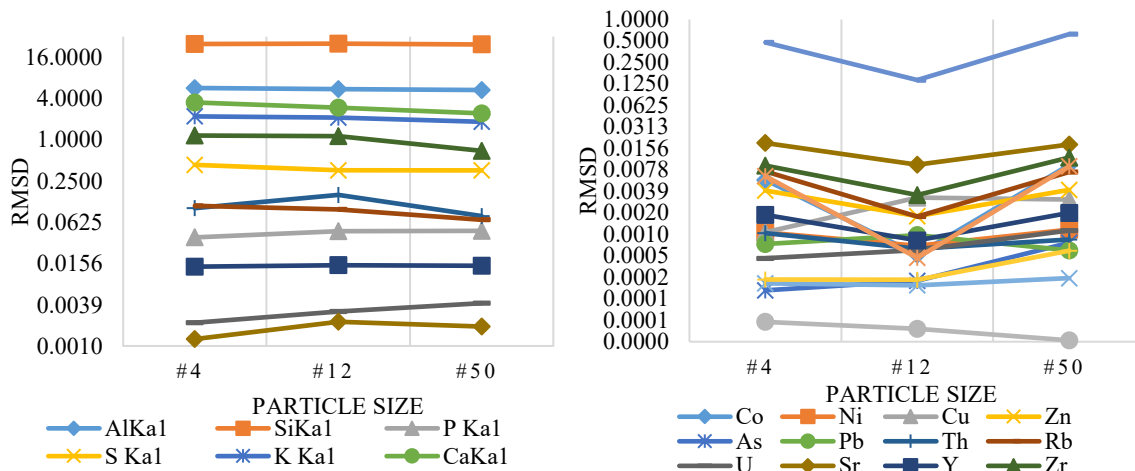 16.0000
4.0000
1.0000
0.2500
0.0625
0.0156
0.0039
0.0010
RMSD
#4 #12 #50
PARTICLE SIZE
AlKa1 SiKa1 P Ka1
S Ka1 K Ka1 CaKa1
1.0000
0.5000
0.2500
0.1250
0.0625
0.0313
0.0156
0.0078
0.0039
0.0020
0.0010
0.0005
0.0002
0.0001
0.0001
0.0000
RMSD
#4 #12 #50
PARTICLE SIZE
Co Ni Cu Zn
As Pb Th Rb
U Sr Y Zr